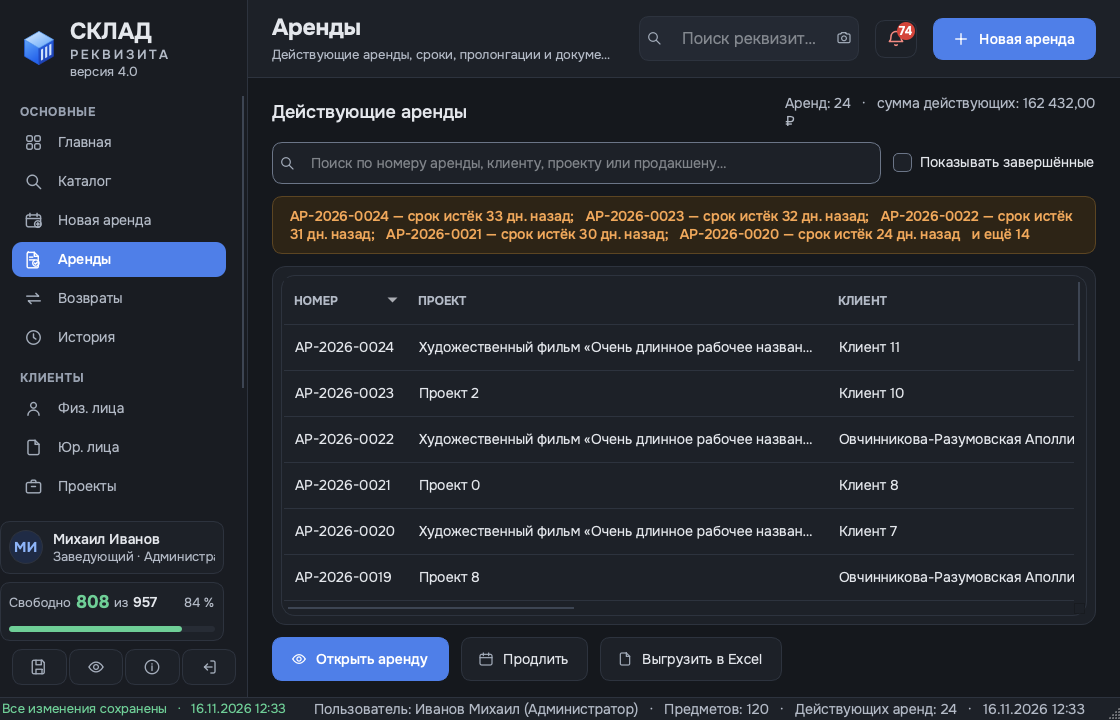 СКЛАД
РЕКВИЗИТА
версия 4.0
ОСНОВНЫЕ
Главная
Каталог
Новая аренда
Аренды
Возвраты
История
КЛИЕНТЫ
Физ. лица
Юр. лица
Проекты
МИ
Михаил Иванов
Заведующий · Администра
Свободно 808 из 957 84 %
Аренды
Действующие аренды, сроки, пролонгации и докуме...
Поиск реквизит...
74
Новая аренда
Действующие аренды
Аренд: 24 · сумма действующих: 162 432,00
₽
Поиск по номеру аренды, клиенту, проекту или продакшену...
Показывать завершённые
АР-2026-0024 — срок истёк 33 дн. назад; АР-2026-0023 — срок истёк 32 дн. назад; АР-2026-0022 — срок истёк
31 дн. назад; АР-2026-0021 — срок истёк 30 дн. назад; АР-2026-0020 — срок истёк 24 дн. назад и ещё 14
НОМЕР ПРОЕКТ КЛИЕНТ
АР-2026-0024 Художественный фильм «Очень длинное рабочее назван... Клиент 11
АР-2026-0023 Проект 2 Клиент 10
АР-2026-0022 Художественный фильм «Очень длинное рабочее назван... Овчинникова-Разумовская Аполли
АР-2026-0021 Проект 0 Клиент 8
АР-2026-0020 Художественный фильм «Очень длинное рабочее назван... Клиент 7
АР-2026-0019 Проект 8 Овчинникова-Разумовская Аполли
Открыть аренду
Продлить
Выгрузить в Excel
Все изменения сохранены · 16.11.2026 12:33
Пользователь: Иванов Михаил (Администратор) · Предметов: 120 · Действующих аренд: 24 · 16.11.2026 12:33